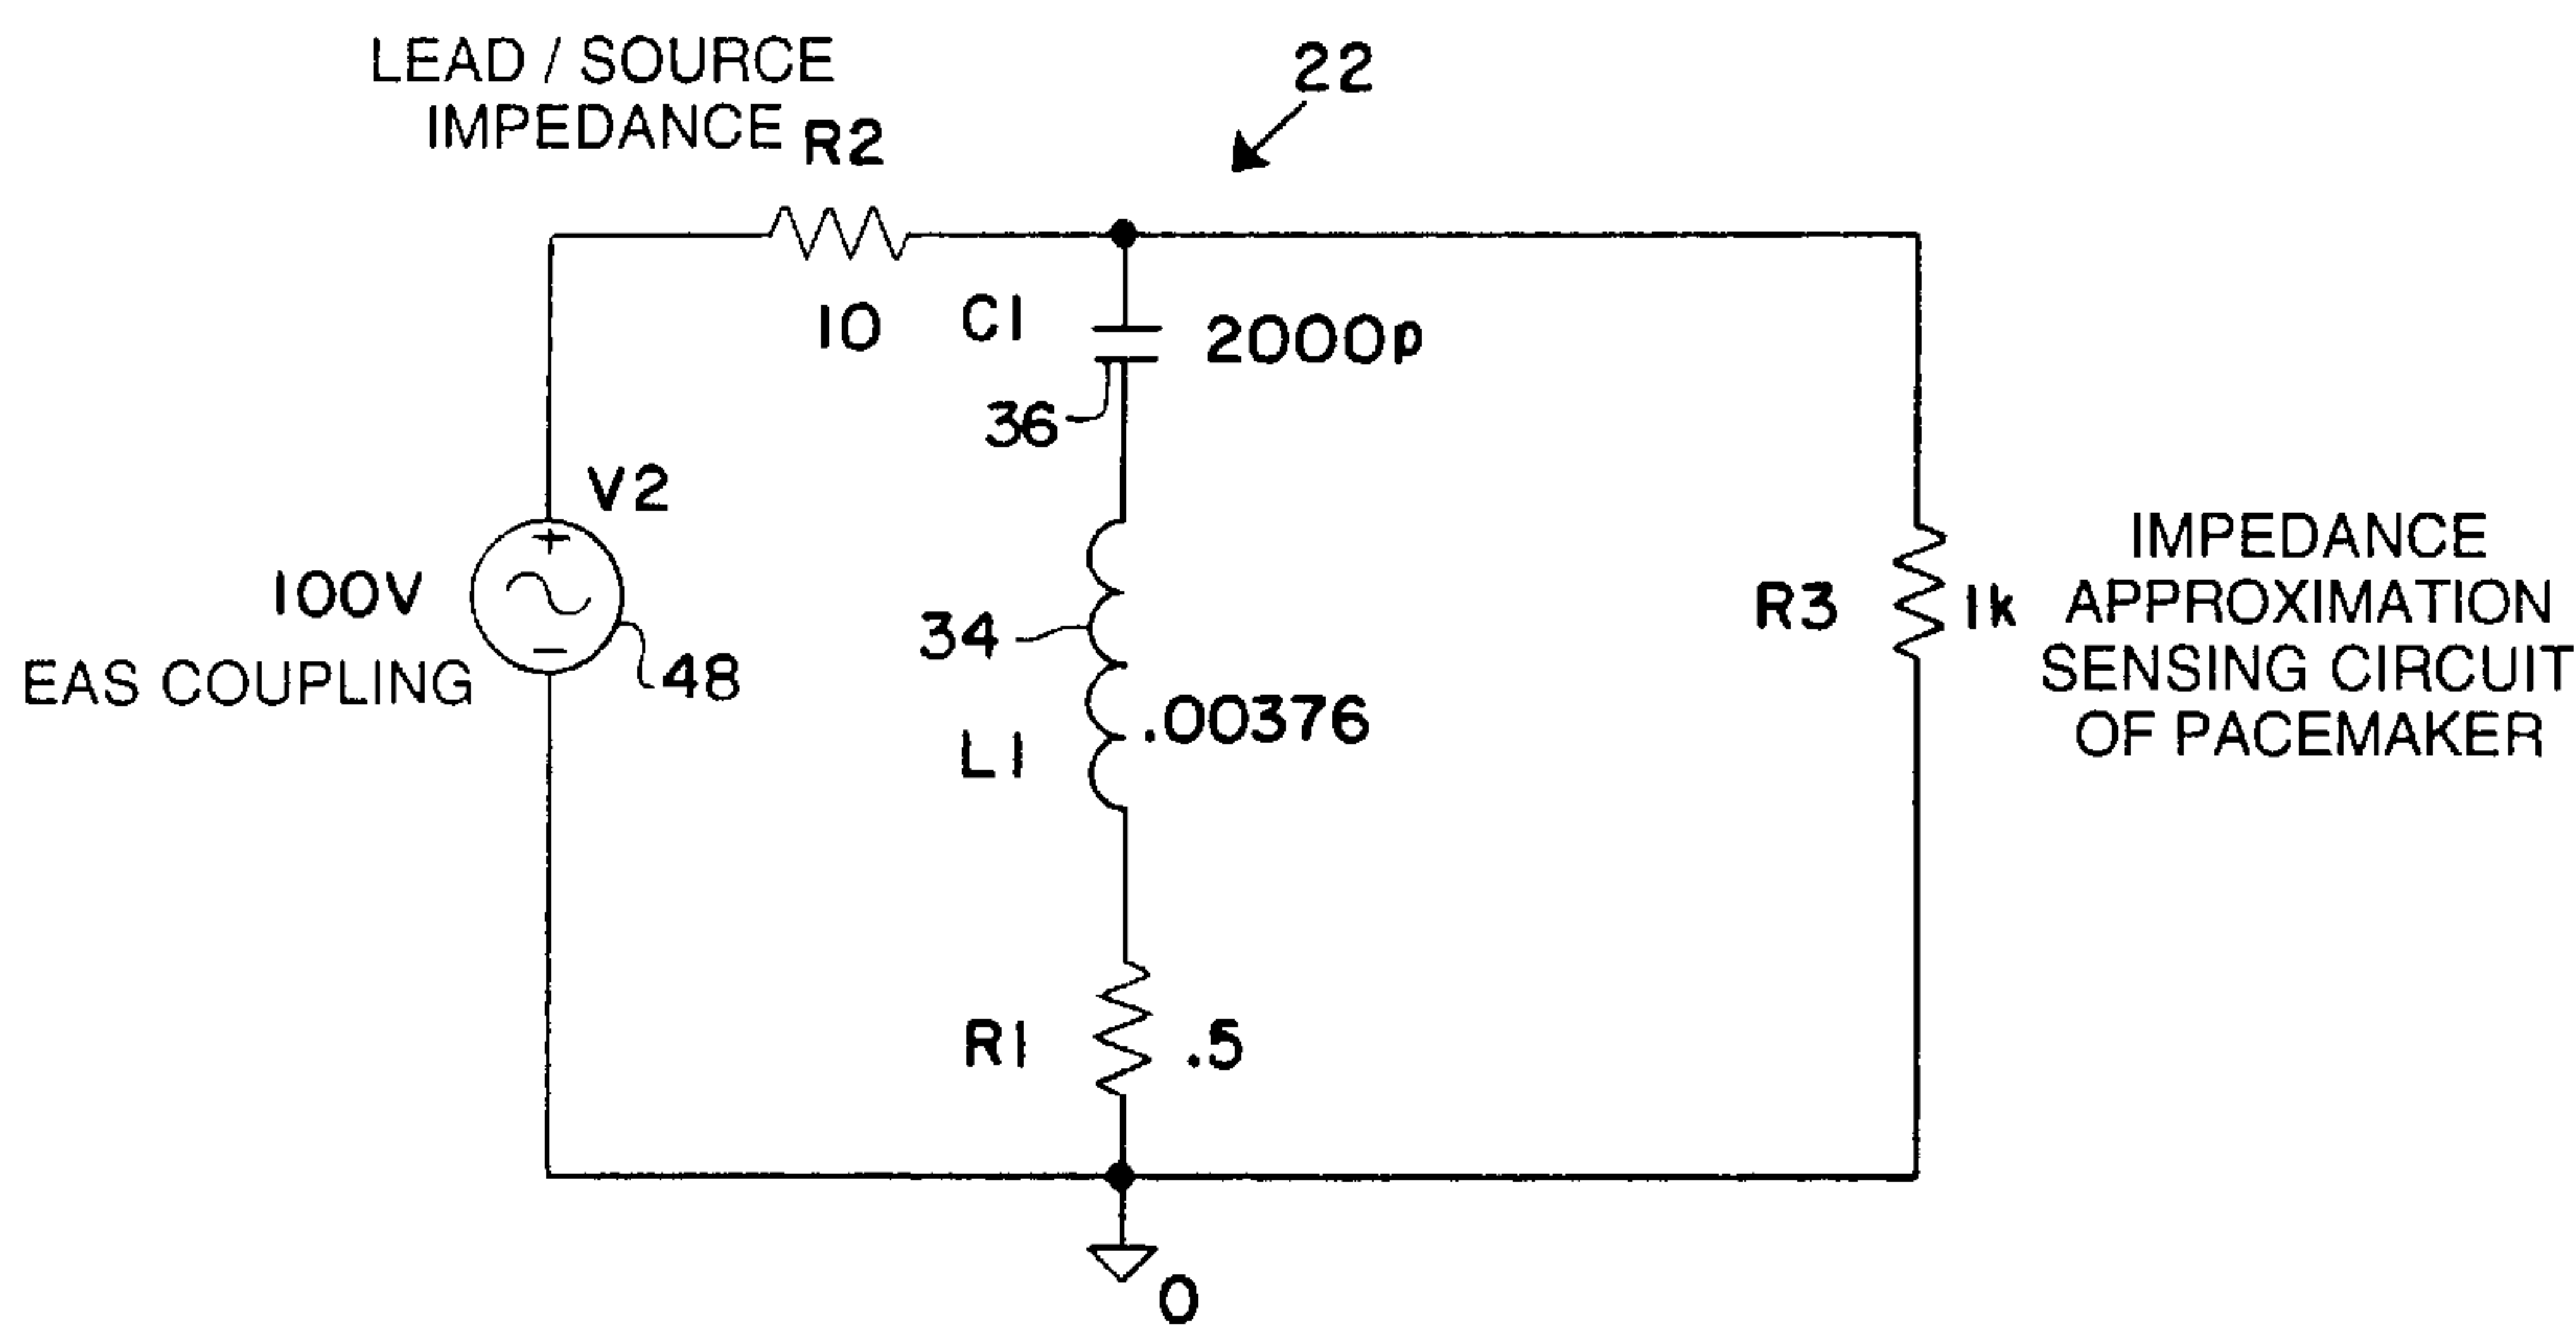 LEAD / SOURCE
IMPEDANCE
R2
22
10
C1
2000p
36
V2
100V
EAS COUPLING
48
34
.00376
L1
R3
1k
IMPEDANCE
APPROXIMATION
SENSING CIRCUIT
OF PACEMAKER
R1
.5
0